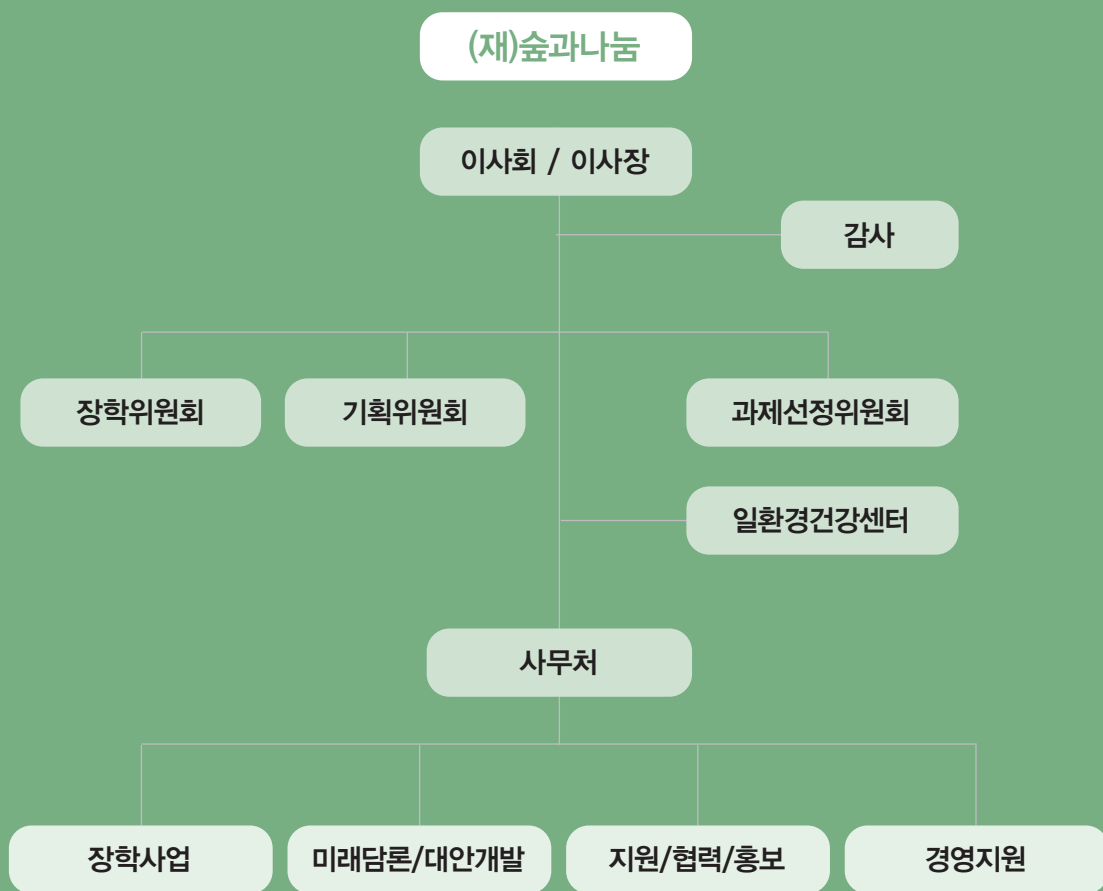 (재)숲과나눔
이사회 / 이사장
감사
장학위원회
기획위원회
과제선정위원회
일환경건강센터
사무처
장학사업
미래담론/대안개발
지원/협력/홍보
경영지원